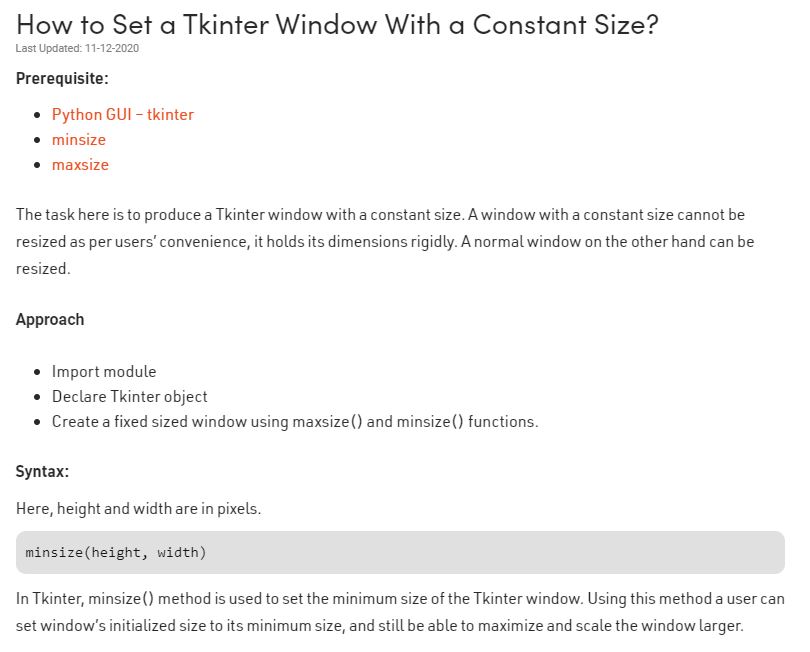 How to Set a Tkinter Window With a Constant Size?
Last Updated: 11-12-2020
Prerequisite:
Python GUI – tkinter
minsize
maxsize
The task here is to produce a Tkinter window with a constant size. A window with a constant size cannot be
resized as per users’ convenience, it holds its dimensions rigidly. A normal window on the other hand can be
resized.
Approach
Import module
Declare Tkinter object
Create a fixed sized window using maxsize() and minsize() functions.
Syntax:
Here, height and width are in pixels.
minsize(height, width)
In Tkinter, minsize() method is used to set the minimum size of the Tkinter window. Using this method a user can
set window’s initialized size to its minimum size, and still be able to maximize and scale the window larger.